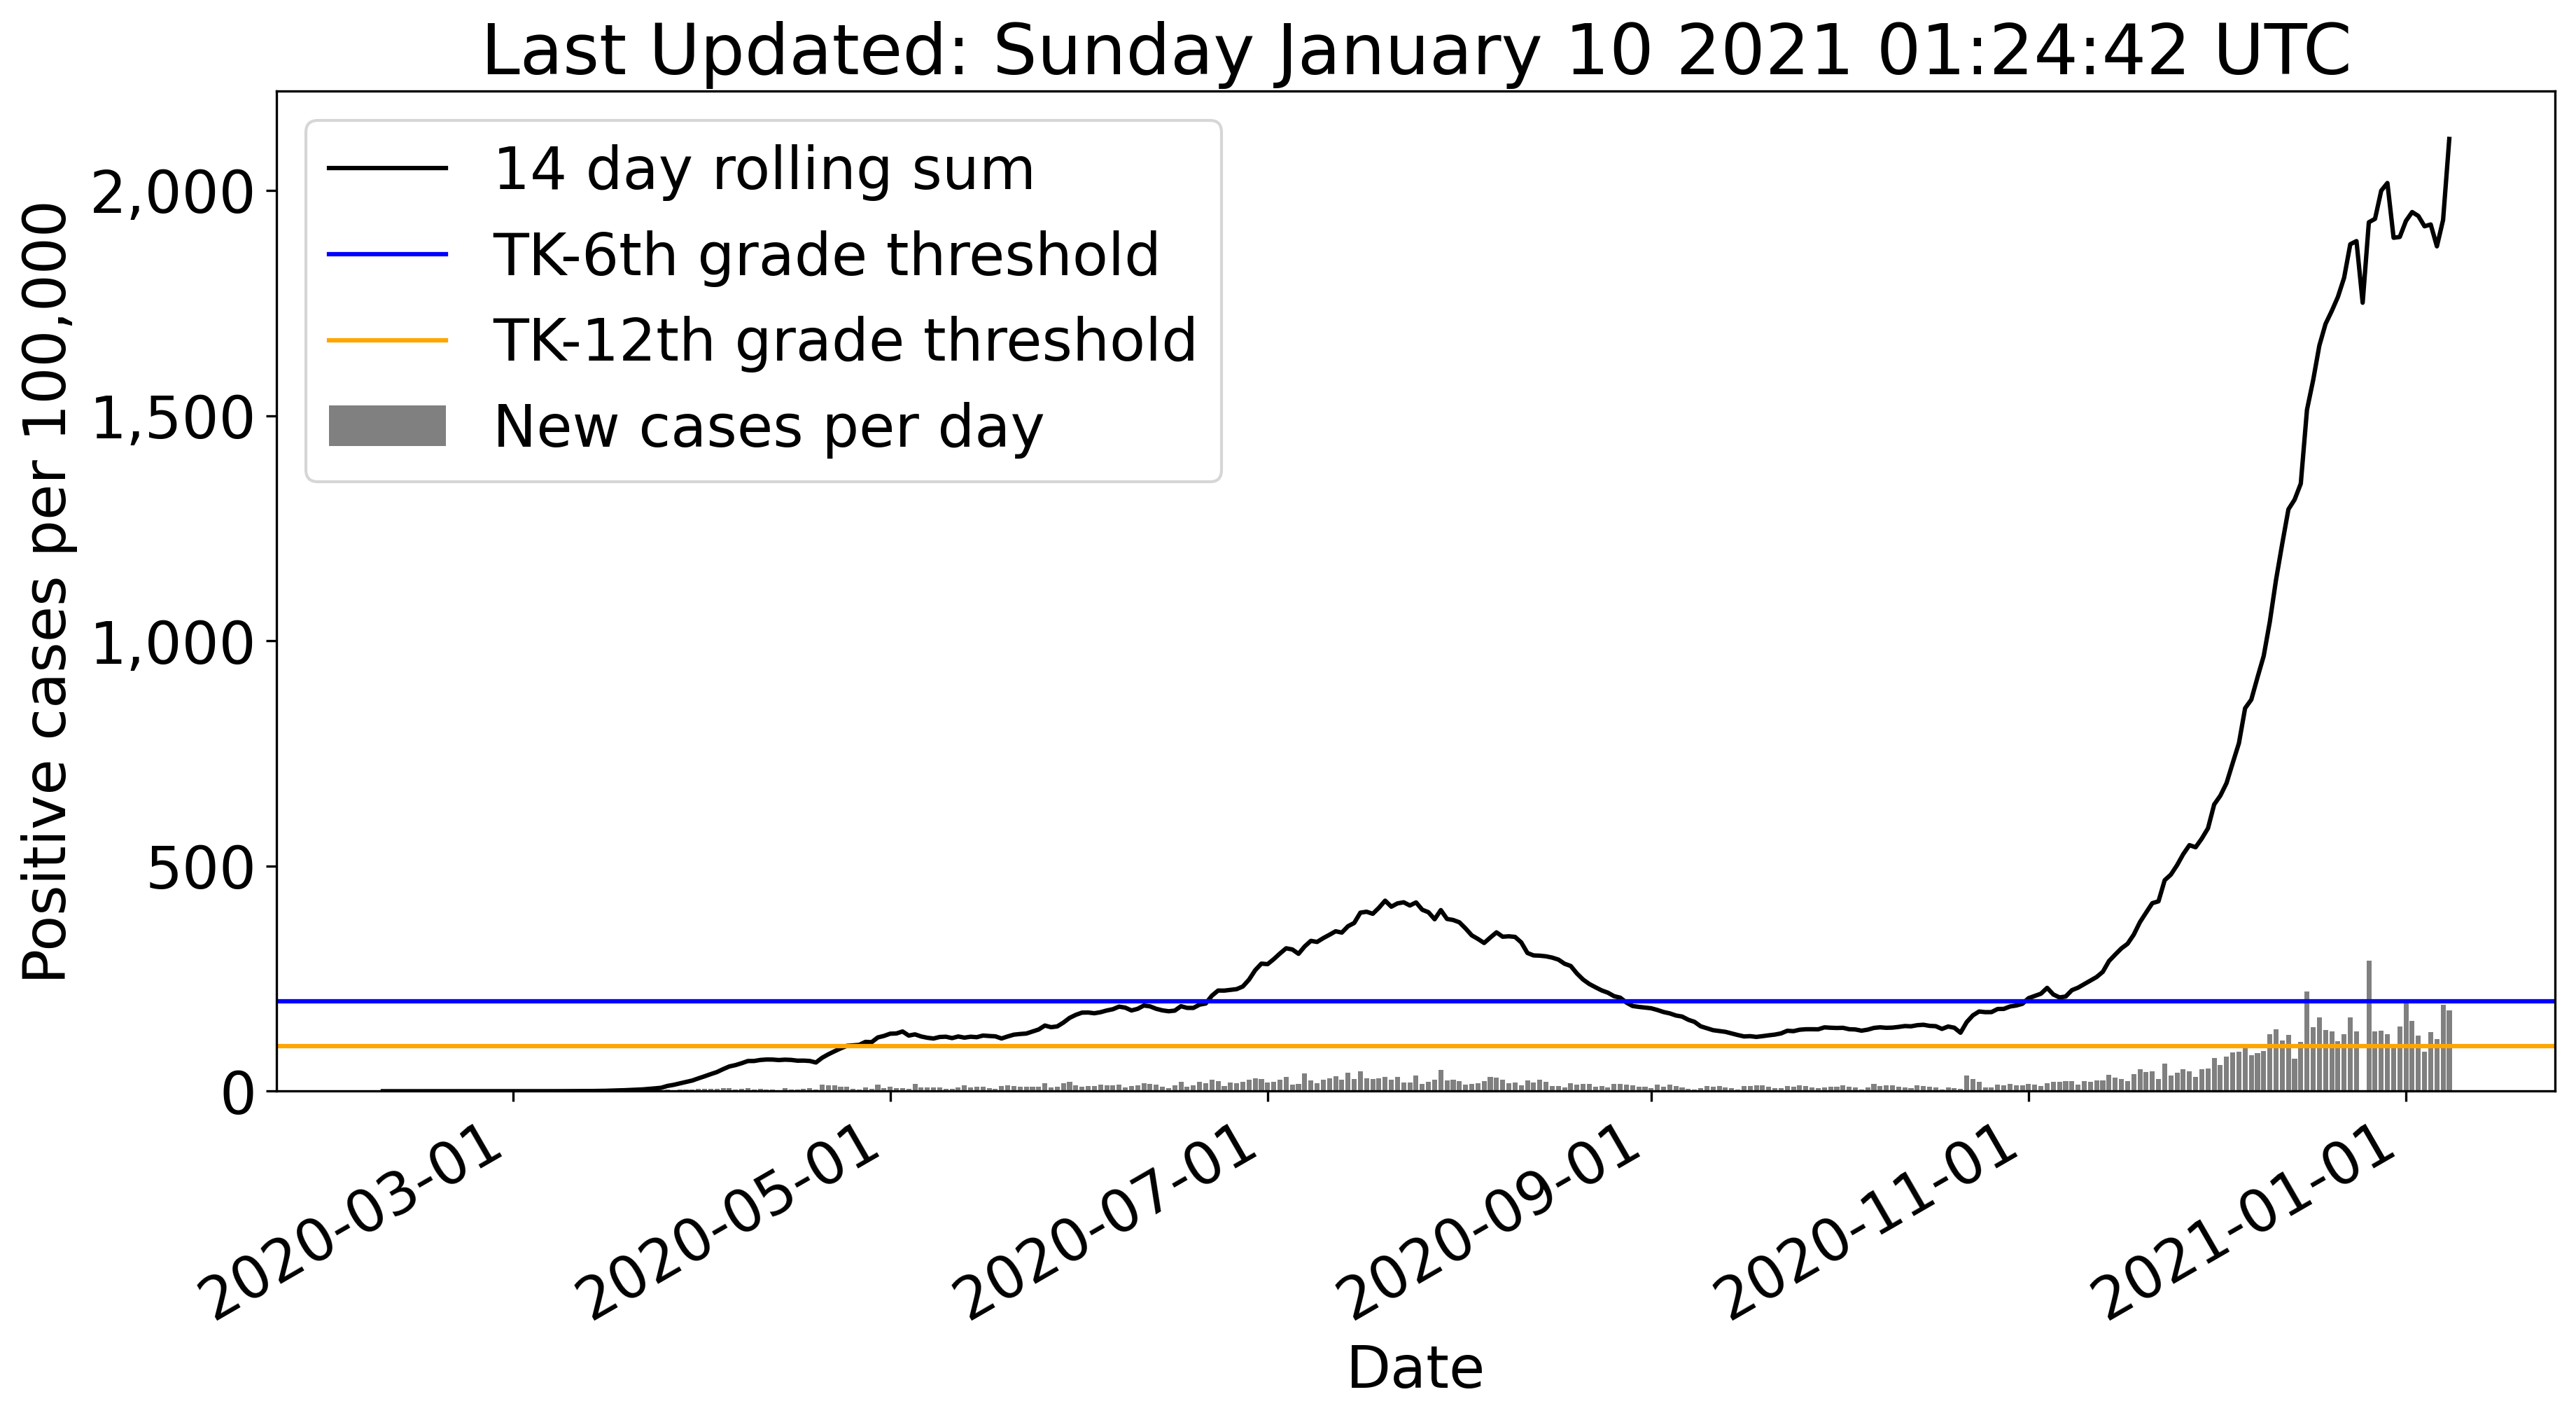 Last Updated: Sunday January 10 2021 01:24:42 UTC
14 day rolling sum
TK-6th grade threshold
TK-12th grade threshold
New cases per day
Positive cases per 100,000
2,000
1,500
1,000
500
0
2020-03-01
2020-05-01
2020-07-01
2020-09-01
2020-11-01
2021-01-01
Date